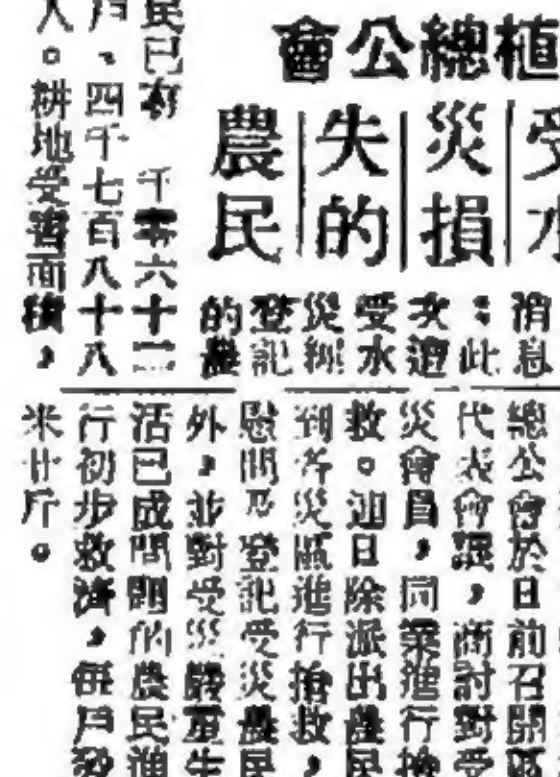 植總公會
受水
災損
失的
農民
消息
：此
次遭
受水
災經
登記
的農
民已有 千零六十二
戶、四千七百八十八
人。耕地受害面積，
總公會於日前召開區
代表會議，商討對受
災會員，同業進行搶
救。迎日除派出農民
到各災區進行搶救，
慰問及登記受災農民
外，並對受災嚴重生
活已成問題的農民進
行初步救濟，每戶發
米廿斤。